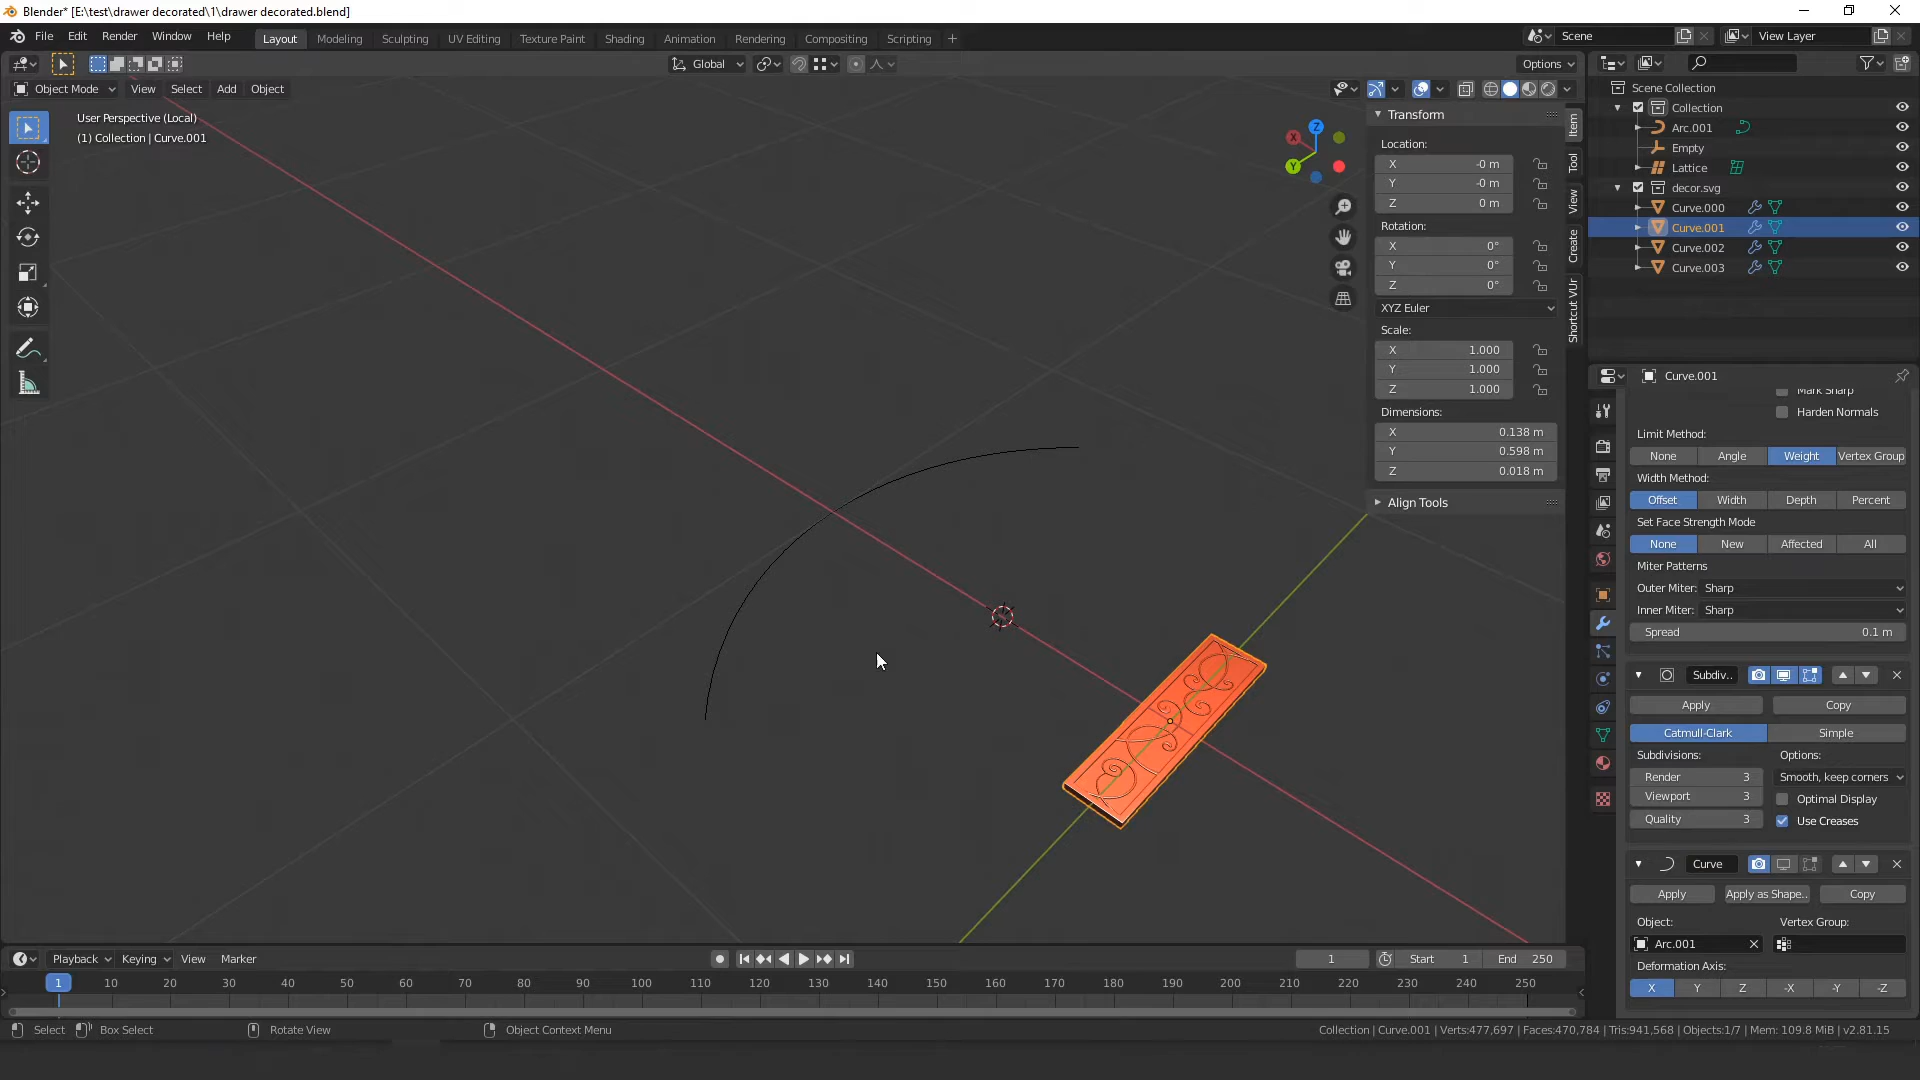 Blender* [E:\test\drawer decorated\1\drawer decorated.blend]
File Edit Render Window Help
Layout Modeling Sculpting UV Editing Texture Paint Shading Animation Rendering Compositing Scripting
Scene
View Layer
Global
Options
Object Mode View Select Add Object
User Perspective (Local)
(1) Collection | Curve.001
X
Y
Z
Transform
Location:
X -0 m
Y -0 m
Z 0 m
Rotation:
X 0°
Y 0°
Z 0°
XYZ Euler
Scale:
X 1.000
Y 1.000
Z 1.000
Dimensions:
X 0.138 m
Y 0.598 m
Z 0.018 m
Align Tools
Item
Tool
View
Create
Shortcut VUr
Scene Collection
Collection
Arc.001
Empty
Lattice
decor.svg
Curve.000
Curve.001
Curve.002
Curve.003
Curve.001
Mark Sharp
Harden Normals
Limit Method:
None Angle Weight Vertex Group
Width Method:
Offset Width Depth Percent
Set Face Strength Mode
None New Affected All
Miter Patterns
Outer Miter: Sharp
Inner Miter: Sharp
Spread 0.1 m
Subdiv..
Apply Copy
Catmull-Clark Simple
Subdivisions: Options:
Render 3 Smooth, keep corners
Viewport 3 Optimal Display
Quality 3 Use Creases
Curve
Apply Apply as Shape.. Copy
Object: Vertex Group:
Arc.001
Deformation Axis:
X Y Z -X -Y -Z
Playback Keying View Marker
1 Start 1 End 250
1 10 20 30 40 50 60 70 80 90 100 110 120 130 140 150 160 170 180 190 200 210 220 230 240 250
Select Box Select Rotate View Object Context Menu
Collection | Curve.001 | Verts:477,697 | Faces:470,784 | Tris:941,568 | Objects:1/7 | Mem: 109.8 MiB | v2.81.15